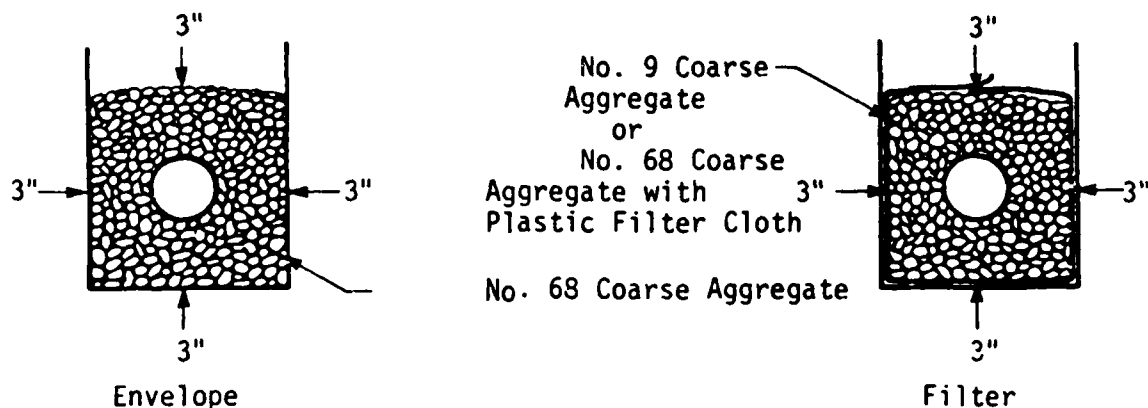 3"
3"
3"
3"
Envelope
No. 9 Coarse
Aggregate
or
No. 68 Coarse
Aggregate with
Plastic Filter Cloth
No. 68 Coarse Aggregate
3"
3"
3"
3"
Filter